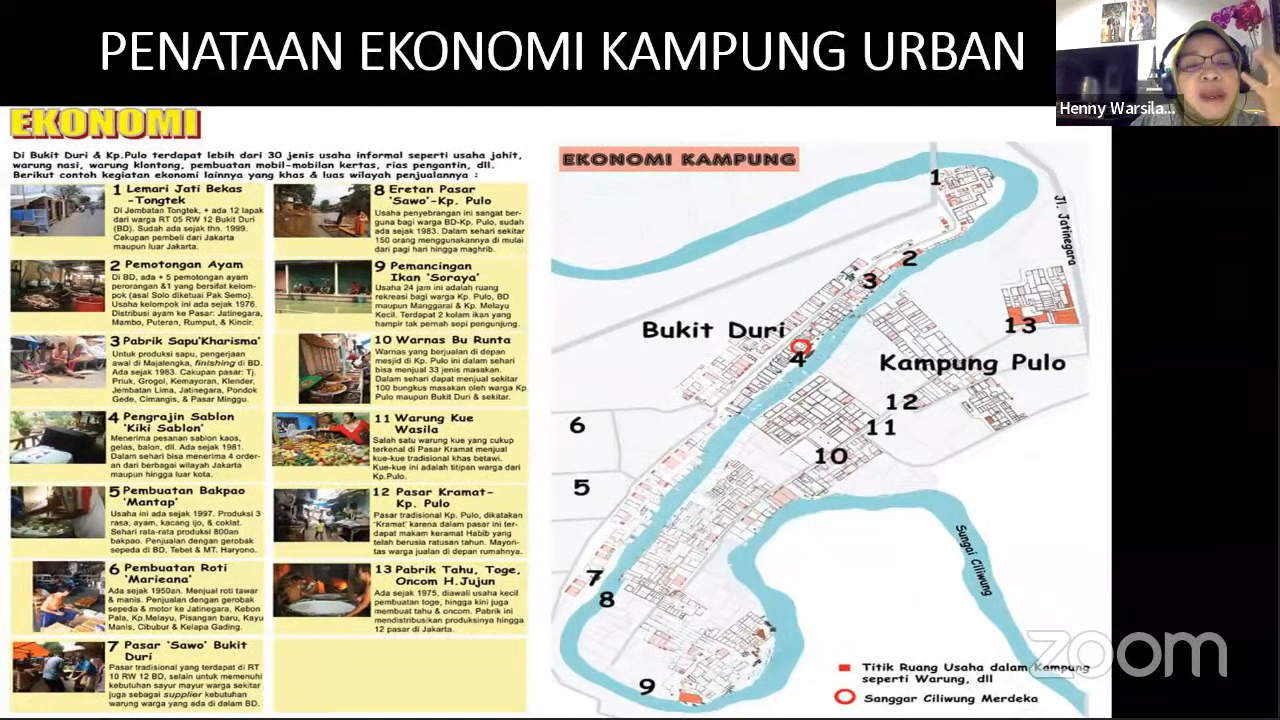 PENATAAN EKONOMI KAMPUNG URBAN
Henny Warsila...
EKONOMI
Di Bukit Duri & Kp.Pulo terdapat lebih dari 30 jenis usaha informal seperti usaha jahit,
warung nasi, warung klontong, pembuatan mobil-mobilan kertas, rias pengantin, dll.
Berikut contoh kegiatan ekonomi lainnya yang khas & luas wilayah penjualannya :
1 Lemari Jati Bekas
-Tongtek
Di Jembatan Tongtek, + ada 12 lapak
dari warga RT 05 RW 12 Bukit Duri
(BD). Sudah ada sejak thn. 1999.
Cakupan pembeli dari Jakarta
maupun luar Jakarta.
2 Pemotongan Ayam
Di BD, ada + 5 pemotongan ayam
perorangan &1 yang bersifat kelom-
pok (asal Solo diketuai Pak Semo).
Usaha kelompok ini ada sejak 1976.
Distribusi ayam ke Pasar: Jatinegara,
Mambo, Puteran, Rumput, & Kincir.
3 Pabrik Sapu'Kharisma'
Untuk produksi sapu, pengerjaan
awal di Majalengka, finishing di BD.
Ada sejak 1983. Cakupan pasar: Tj.
Priuk, Grogol, Kemayoran, Klender,
Jembatan Lima, Jatinegara, Pondok
Gede, Cimangis, & Pasar Minggu.
4 Pengrajin Sablon
'Kiki Sablon'
Menerima pesanan sablon kaos,
gelas, balon, dll. Ada sejak 1981.
Dalam sehari bisa menerima 4 order-
an dari berbagai wilayah Jakarta
maupun hingga luar kota.
5 Pembuatan Bakpao
'Mantap'
Usaha ini ada sejak 1997. Produksi 3
rasa; ayam, kacang ijo, & coklat.
Sehari rata-rata produksi 800an
bakpao. Penjualan dengan gerobak
sepeda di BD, Tebet & MT. Haryono.
6 Pembuatan Roti
'Marieana'
Ada sejak 1950an. Menjual roti tawar
& manis. Penjualan dengan gerobak
sepeda & motor ke Jatinegara, Kebon
Pala, Kp.Melayu, Pisangan baru, Kayu
Manis, Cibubur & Kelapa Gading.
7 Pasar 'Sawo' Bukit
Duri
Pasar tradisional yang terdapat di RT
10 RW 12 BD, selain untuk memenuhi
kebutuhan sayur mayur warga sekitar
juga sebagai supplier kebutuhan
warung warga yang ada di dalam BD.
8 Eretan Pasar
'Sawo'-Kp. Pulo
Usaha penyebrangan ini sangat ber-
guna bagi warga BD-Kp. Pulo, sudah
ada sejak 1983. Dalam sehari sekitar
150 orang menggunakannya di mulai
dari pagi hari hingga maghrib.
9 Pemancingan
Ikan 'Soraya'
Usaha 24 jam ini adalah ruang
rekreasi bagi warga Kp. Pulo, BD
maupun Manggarai & Kp. Melayu
Kecil. Terdapat 2 kolam ikan yang
hampir tak pernah sepi pengunjung.
10 Warnas Bu Runta
Warnas yang berjualan di depan
mesjid di Kp. Pulo ini dalam sehari
bisa menjual 33 jenis masakan.
Dalam sehari dapat menjual sekitar
100 bungkus masakan oleh warga Kp.
Pulo maupun Bukit Duri & sekitar.
11 Warung Kue
Wasila
Salah satu warung kue yang cukup
terkenal di Pasar Kramat menjual
kue-kue tradisional khas betawi.
Kue-kue ini adalah titipan warga dari
Kp.Pulo.
12 Pasar Kramat-
Kp. Pulo
Pasar tradisional Kp. Pulo, dikatakan
'Kramat' karena dalam pasar ini ter-
dapat makam keramat Habib yang
telah berusia ratusan tahun. Mayori-
tas warga jualan di depan rumahnya.
13 Pabrik Tahu, Toge,
Oncom H.Jujun
Ada sejak 1975, diawali usaha kecil
pembuatan toge, hingga kini juga
membuat tahu & oncom. Pabrik ini
mendistribusikan produksinya hingga
12 pasar di Jakarta.
EKONOMI KAMPUNG
1
Jl. Jatinegara
2
3
13
Bukit Duri
4
Kampung Pulo
12
6
11
10
5
Sungai Ciliwung
7
8
9
Titik Ruang Usaha dalam Kampung
seperti Warung, dll
Sanggar Ciliwung Merdeka
zoom